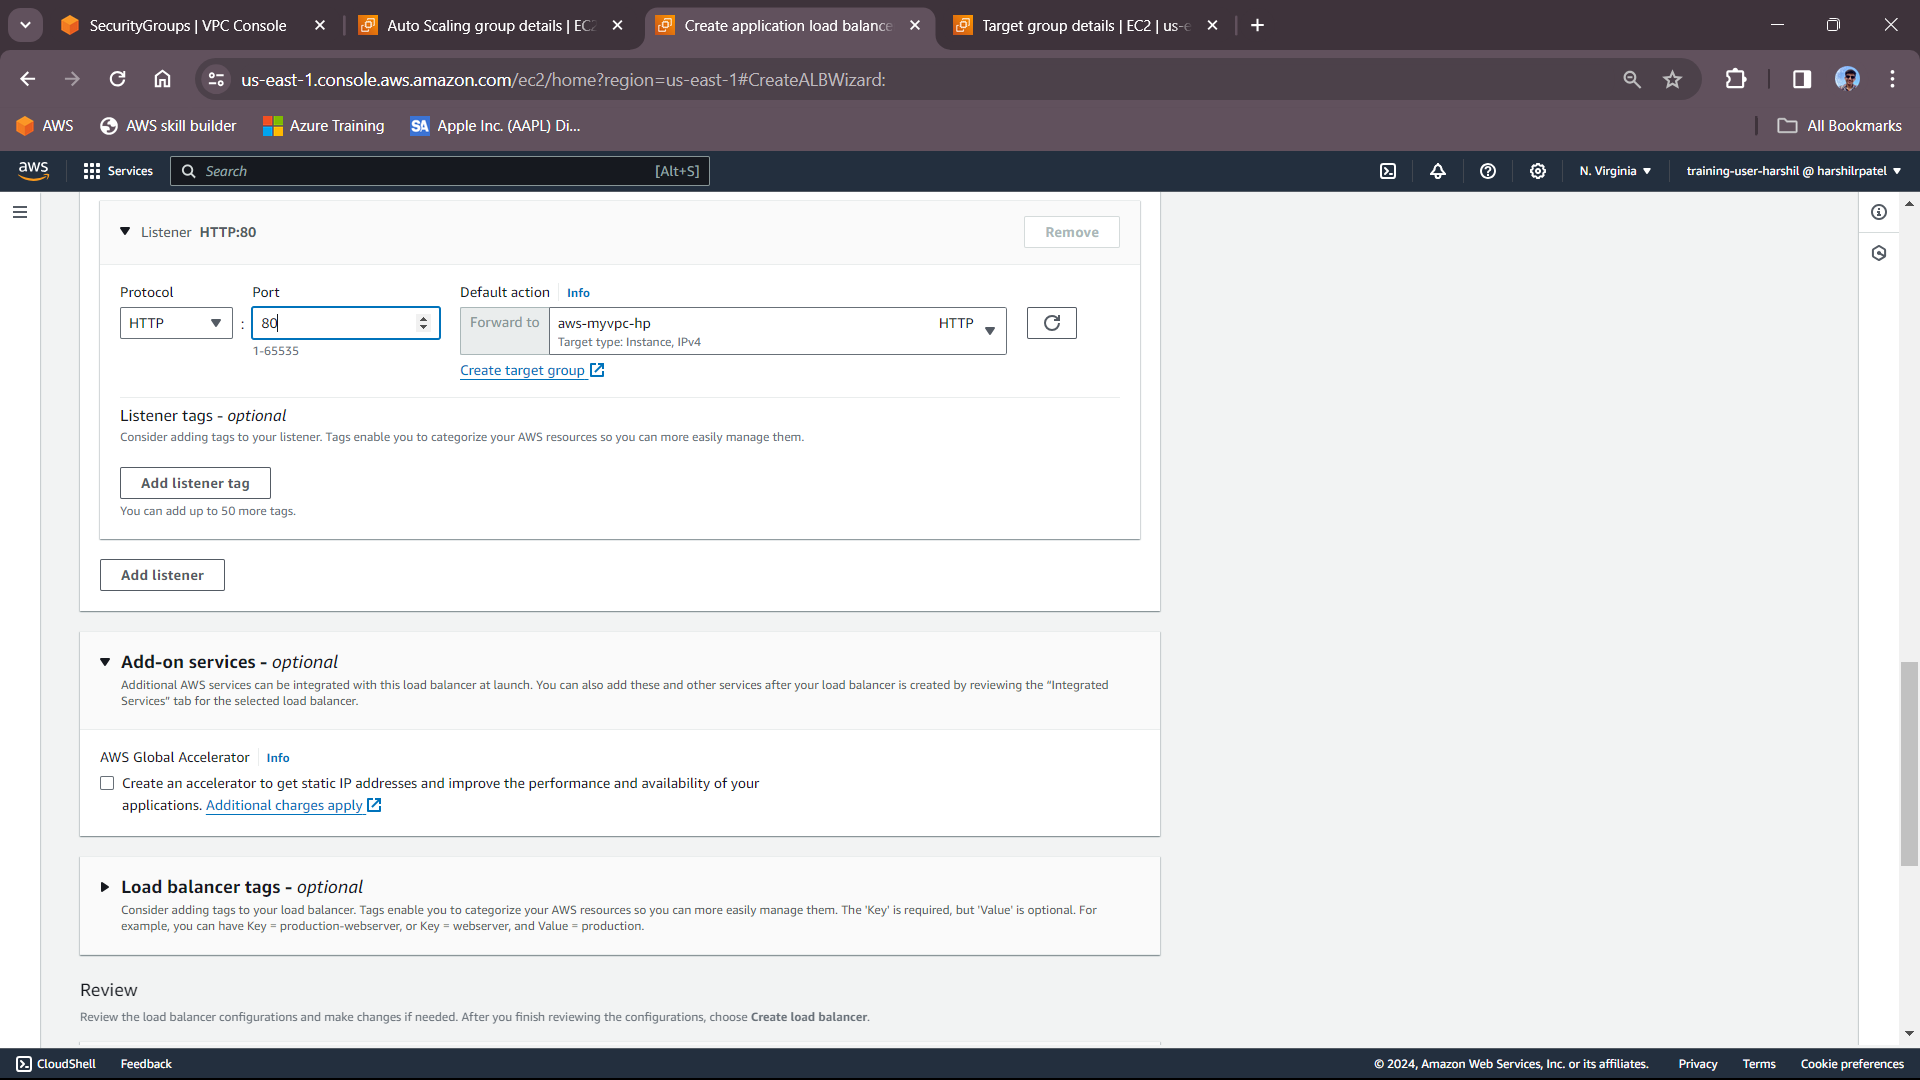 SecurityGroups | VPC Console
Auto Scaling group details | EC2
Create application load balance
Target group details | EC2 | us-e
us-east-1.console.aws.amazon.com/ec2/home?region=us-east-1#CreateALBWizard:
AWS
AWS skill builder
Azure Training
SA
Apple Inc. (AAPL) Di...
All Bookmarks
aws
Services
Search
[Alt+S]
N. Virginia
training-user-harshil @ harshilrpatel
Listener HTTP:80
Remove
Protocol
Port
Default action
Info
HTTP
:
80
Forward to
aws-myvpc-hp
HTTP
Target type: Instance, IPv4
1-65535
Create target group
Listener tags - optional
Consider adding tags to your listener. Tags enable you to categorize your AWS resources so you can more easily manage them.
Add listener tag
You can add up to 50 more tags.
Add listener
Add-on services - optional
Additional AWS services can be integrated with this load balancer at launch. You can also add these and other services after your load balancer is created by reviewing the "Integrated
Services" tab for the selected load balancer.
AWS Global Accelerator
Info
Create an accelerator to get static IP addresses and improve the performance and availability of your
applications. Additional charges apply
Load balancer tags - optional
Consider adding tags to your load balancer. Tags enable you to categorize your AWS resources so you can more easily manage them. The 'Key' is required, but 'Value' is optional. For
example, you can have Key = production-webserver, or Key = webserver, and Value = production.
Review
Review the load balancer configurations and make changes if needed. After you finish reviewing the configurations, choose Create load balancer.
CloudShell
Feedback
© 2024, Amazon Web Services, Inc. or its affiliates.
Privacy
Terms
Cookie preferences